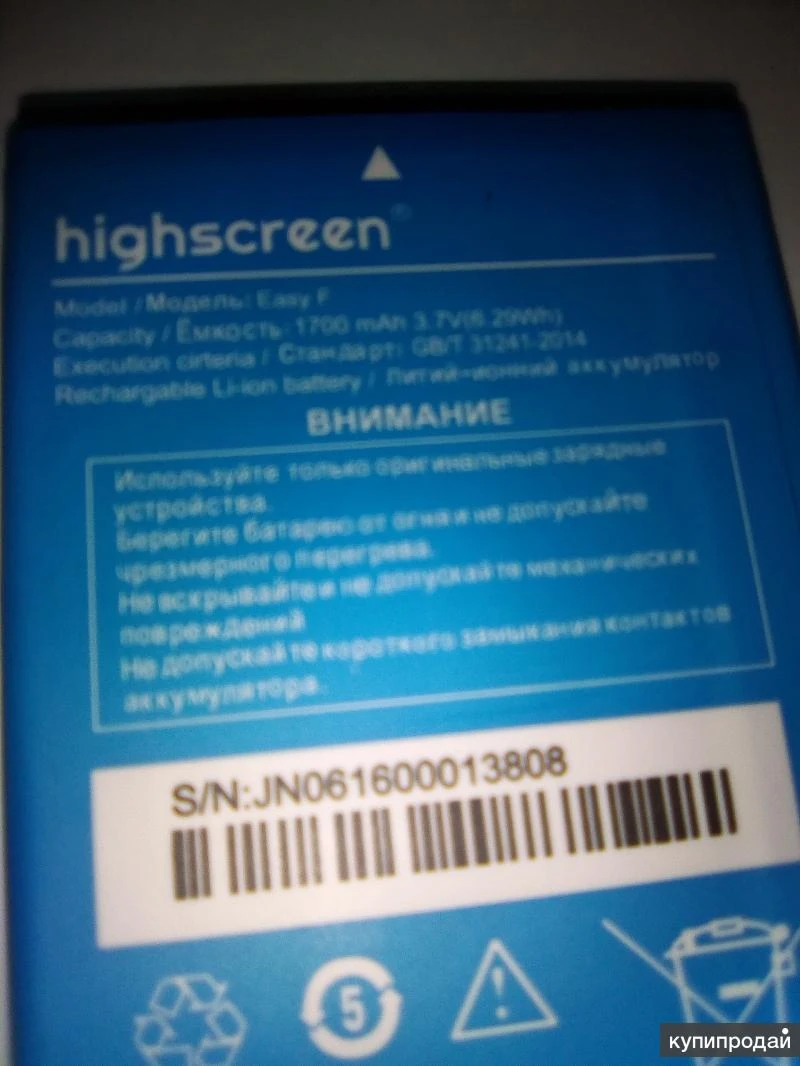 highscreen®
Model / Модель: Easy F
Capacity / Ёмкость: 1700 mAh 3.7V(6.29Wh)
Execution cirteria / Стандарт: GB/T 31241-2014
Rechargable Li-ion battery / Литий-ионний аккумулятор
ВНИМАНИЕ
Используйте только оригинальные зарядные
устройства.
Берегите батарею от огня и не допускайте
чрезмерного перегрева.
Не вскрывайте и не допускайте механических
повреждений
Не допускайте короткого замыкания контактов
аккумулятора.
S/N:JN061600013808
5
купипродай